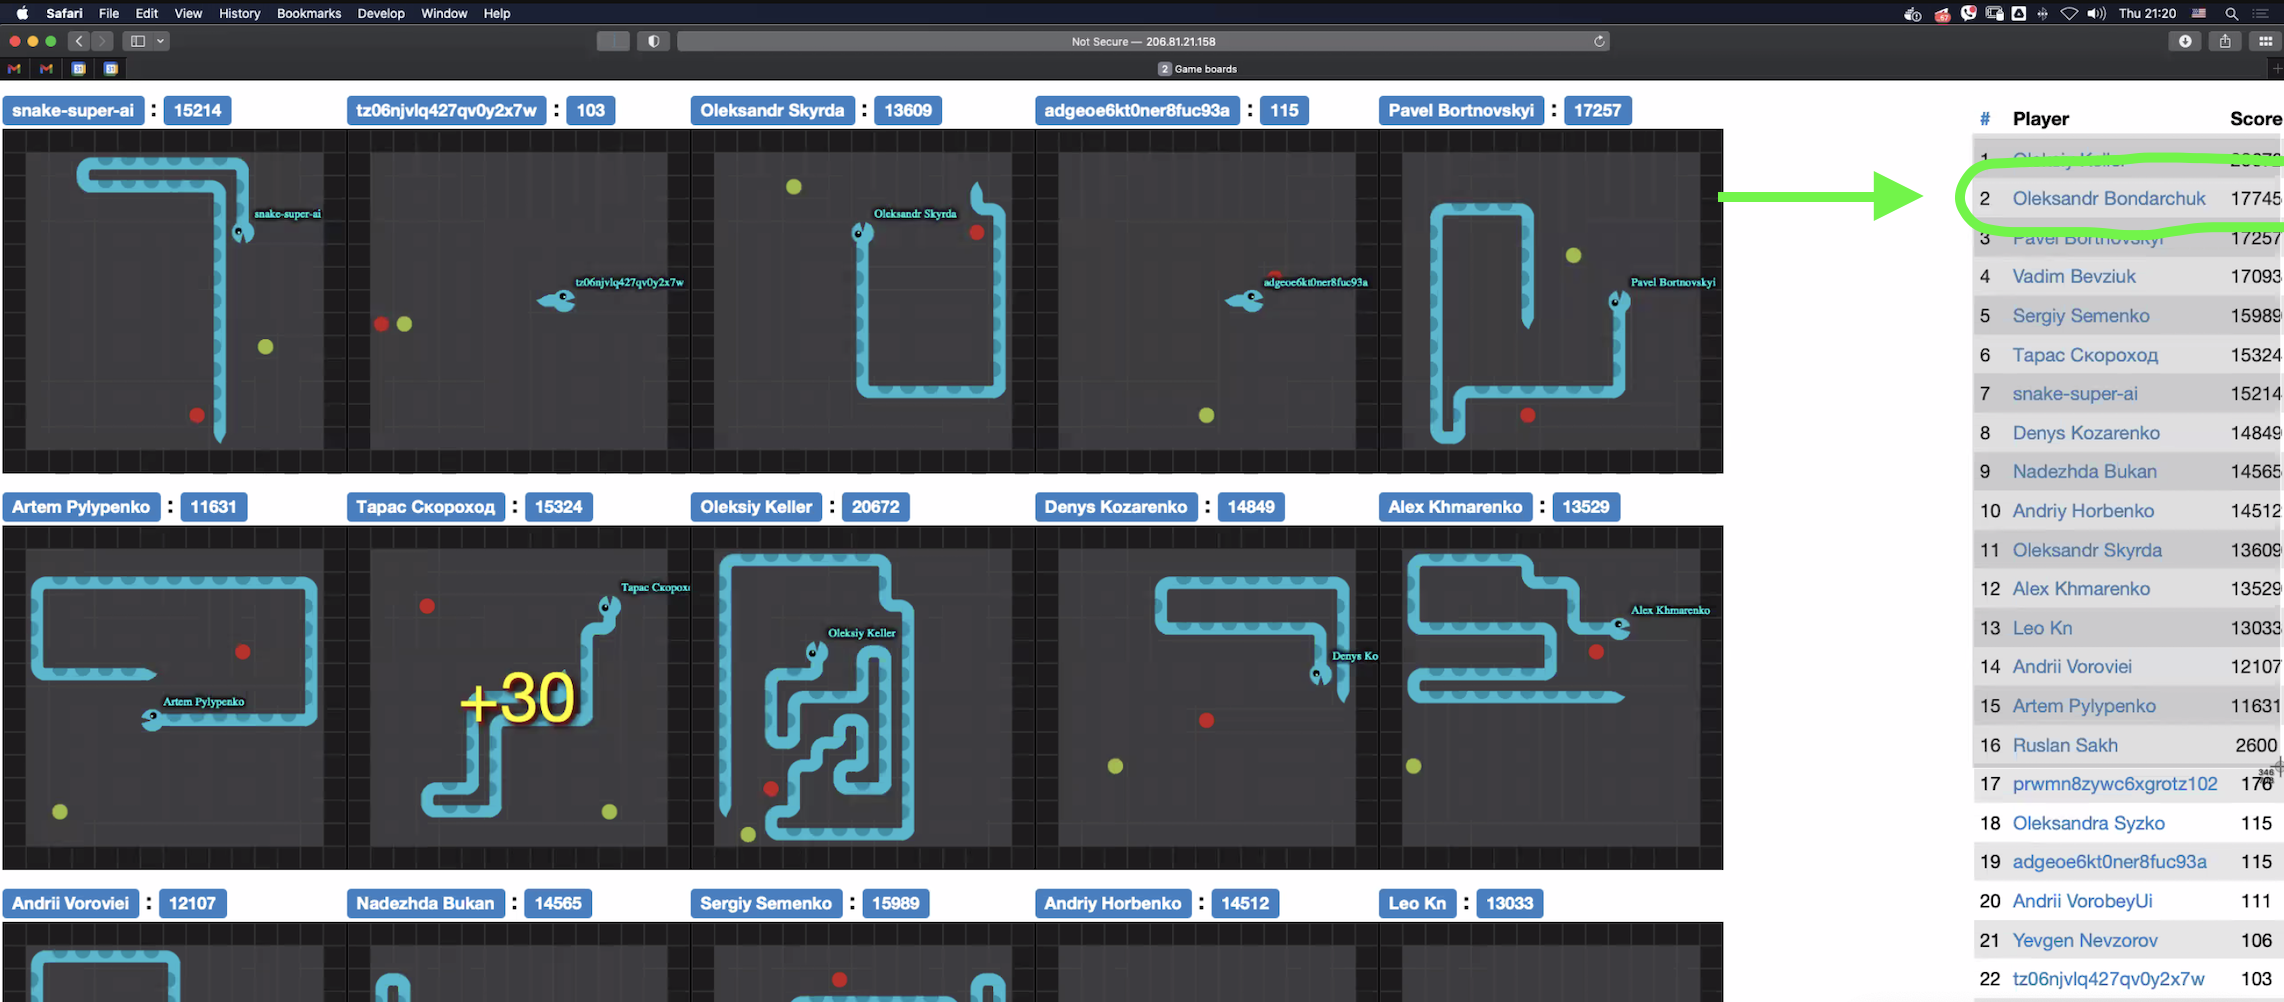 Safari File Edit View History Bookmarks Develop Window Help Thu 21:20
Not Secure — 206.81.21.158
2 Game boards
snake-super-ai : 15214
tz06njvlq427qv0y2x7w : 103
Oleksandr Skyrda : 13609
adgeoe6kt0ner8fuc93a : 115
Pavel Bortnovskyi : 17257
snake-super-ai
tz06njvlq427qv0y2x7w
Oleksandr Skyrda
adgeoe6kt0ner8fuc93a
Pavel Bortnovskyi
Artem Pylypenko : 11631
Тарас Скороход : 15324
Oleksiy Keller : 20672
Denys Kozarenko : 14849
Alex Khmarenko : 13529
Artem Pylypenko
Тарас Скорохо
+30
Oleksiy Keller
Denys Ko
Alex Khmarenko
Andrii Voroviei : 12107
Nadezhda Bukan : 14565
Sergiy Semenko : 15989
Andriy Horbenko : 14512
Leo Kn : 13033
# Player Score
1 Oleksiy Keller 20672
2 Oleksandr Bondarchuk 17745
3 Pavel Bortnovskyi 17257
4 Vadim Bevziuk 17093
5 Sergiy Semenko 15989
6 Тарас Скороход 15324
7 snake-super-ai 15214
8 Denys Kozarenko 14849
9 Nadezhda Bukan 14565
10 Andriy Horbenko 14512
11 Oleksandr Skyrda 13609
12 Alex Khmarenko 13529
13 Leo Kn 13033
14 Andrii Voroviei 12107
15 Artem Pylypenko 11631
16 Ruslan Sakh 2600
17 prwmn8zywc6xgrotz102 176
18 Oleksandra Syzko 115
19 adgeoe6kt0ner8fuc93a 115
20 Andrii VorobeyUi 111
21 Yevgen Nevzorov 106
22 tz06njvlq427qv0y2x7w 103